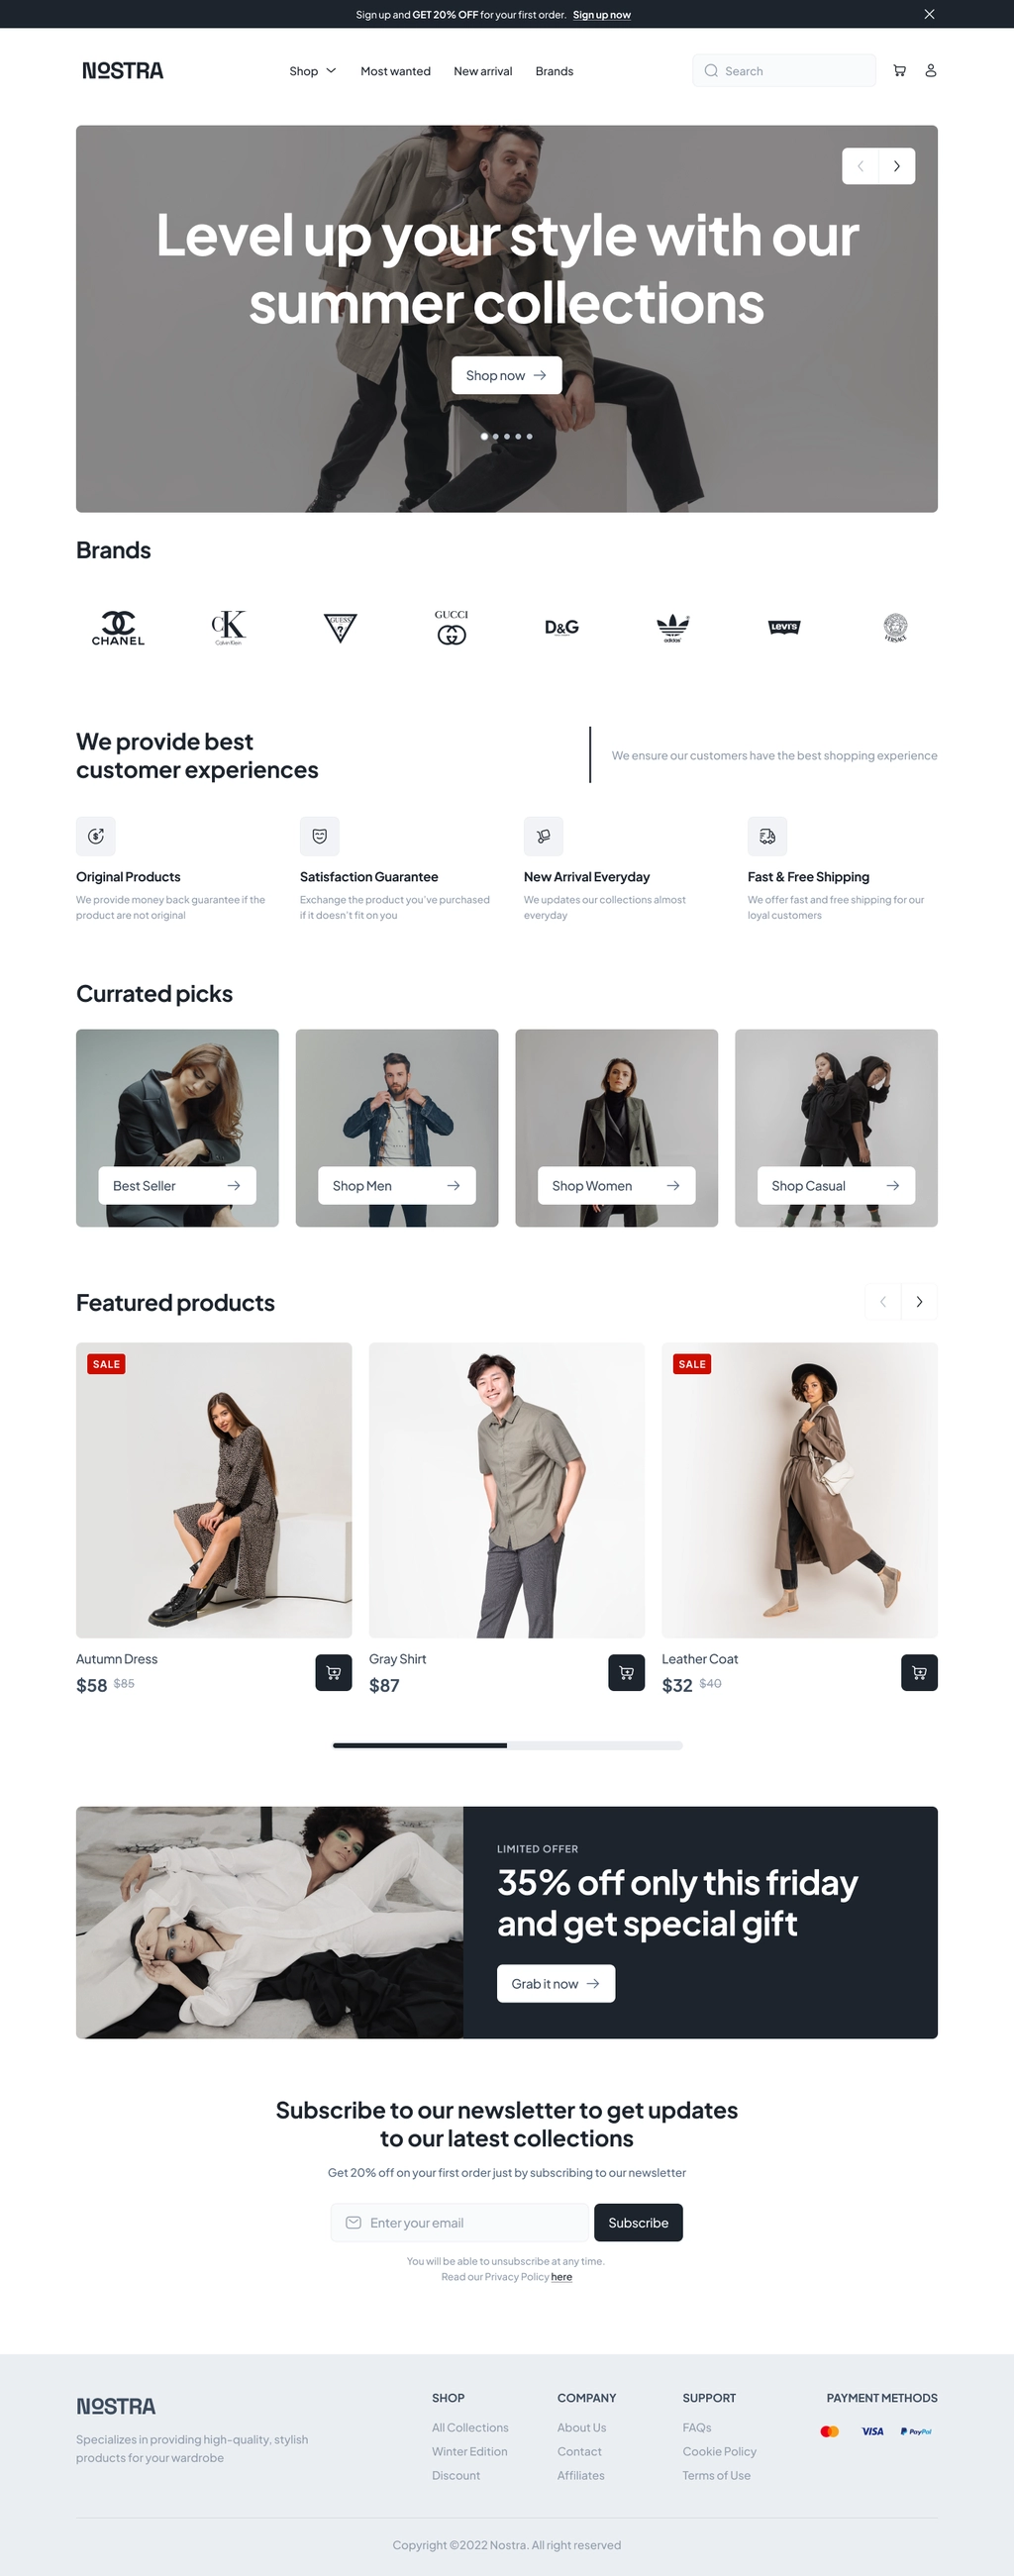 Sign up and GET 20% OFF for your first order. Sign up now
NOSTRA
Shop
Most wanted
New arrival
Brands
Search
Level up your style with our
summer collections
Shop now
Brands
CHANEL
CK
Calvin Klein
GUESS
?
GUCCI
D&G
adidas
LEVI'S
VERSACE
We provide best
customer experiences
We ensure our customers have the best shopping experience
Original Products
We provide money back guarantee if the
product are not original
Satisfaction Guarantee
Exchange the product you've purchased
if it doesn't fit on you
New Arrival Everyday
We updates our collections almost
everyday
Fast & Free Shipping
We offer fast and free shipping for our
loyal customers
Currated picks
Best Seller
Shop Men
Shop Women
Shop Casual
Featured products
SALE
SALE
Autumn Dress
$58 $85
Gray Shirt
$87
Leather Coat
$32 $40
LIMITED OFFER
35% off only this friday
and get special gift
Grab it now
Subscribe to our newsletter to get updates
to our latest collections
Get 20% off on your first order just by subscribing to our newsletter
Enter your email
Subscribe
You will be able to unsubscribe at any time.
Read our Privacy Policy here
NOSTRA
Specializes in providing high-quality, stylish
products for your wardrobe
SHOP
All Collections
Winter Edition
Discount
COMPANY
About Us
Contact
Affiliates
SUPPORT
FAQs
Cookie Policy
Terms of Use
PAYMENT METHODS
VISA
PayPal
Copyright ©2022 Nostra. All right reserved